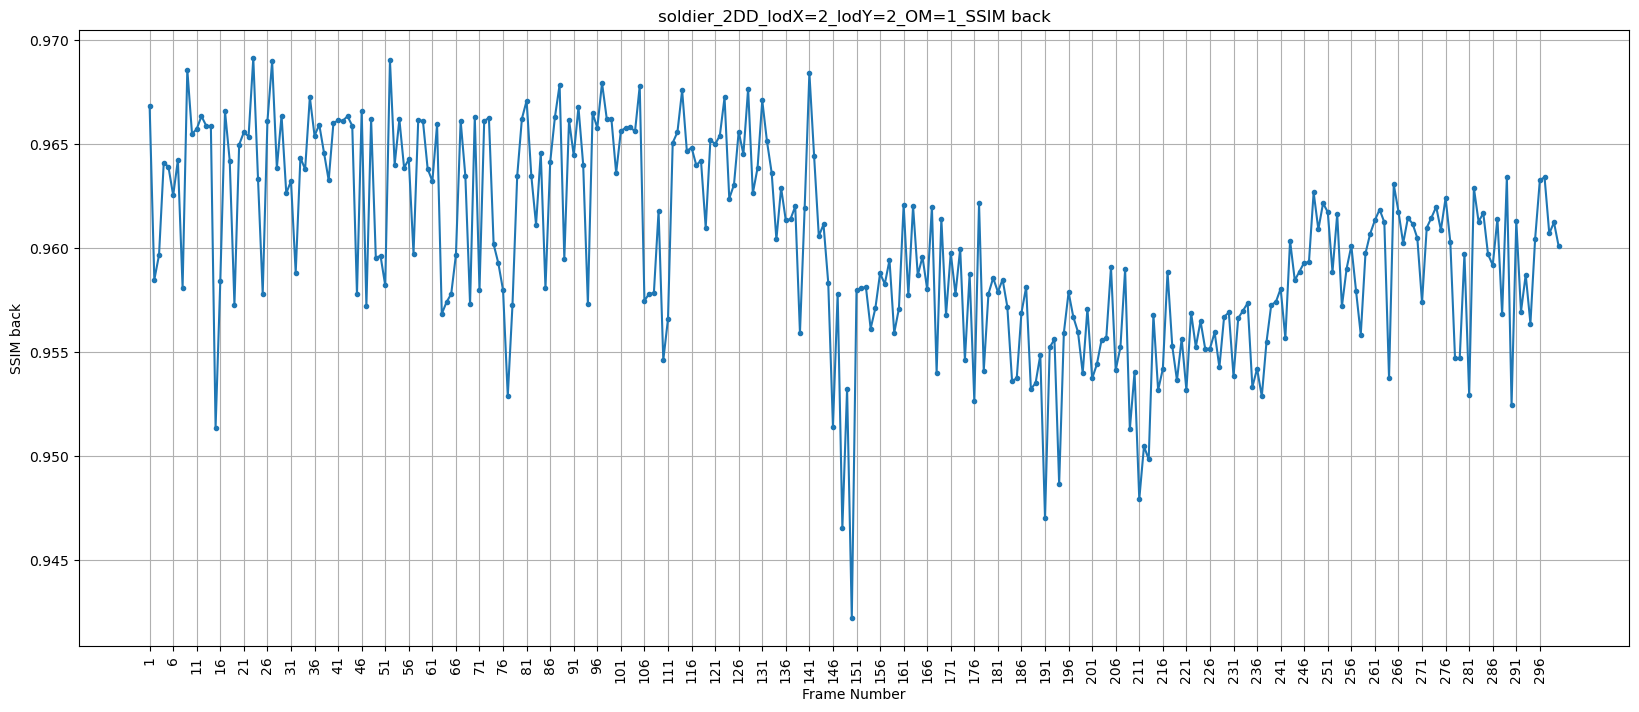 soldier_2DD_lodX=2_lodY=2_OM=1_SSIM back
0.970
0.965
0.960
0.955
0.950
0.945
SSIM back
1 6 11 16 21 26 31 36 41 46 51 56 61 66 71 76 81 86 91 96 101 106 111 116 121 126 131 136 141 146 151 156 161 166 171 176 181 186 191 196 201 206 211 216 221 226 231 236 241 246 251 256 261 266 271 276 281 286 291 296
Frame Number